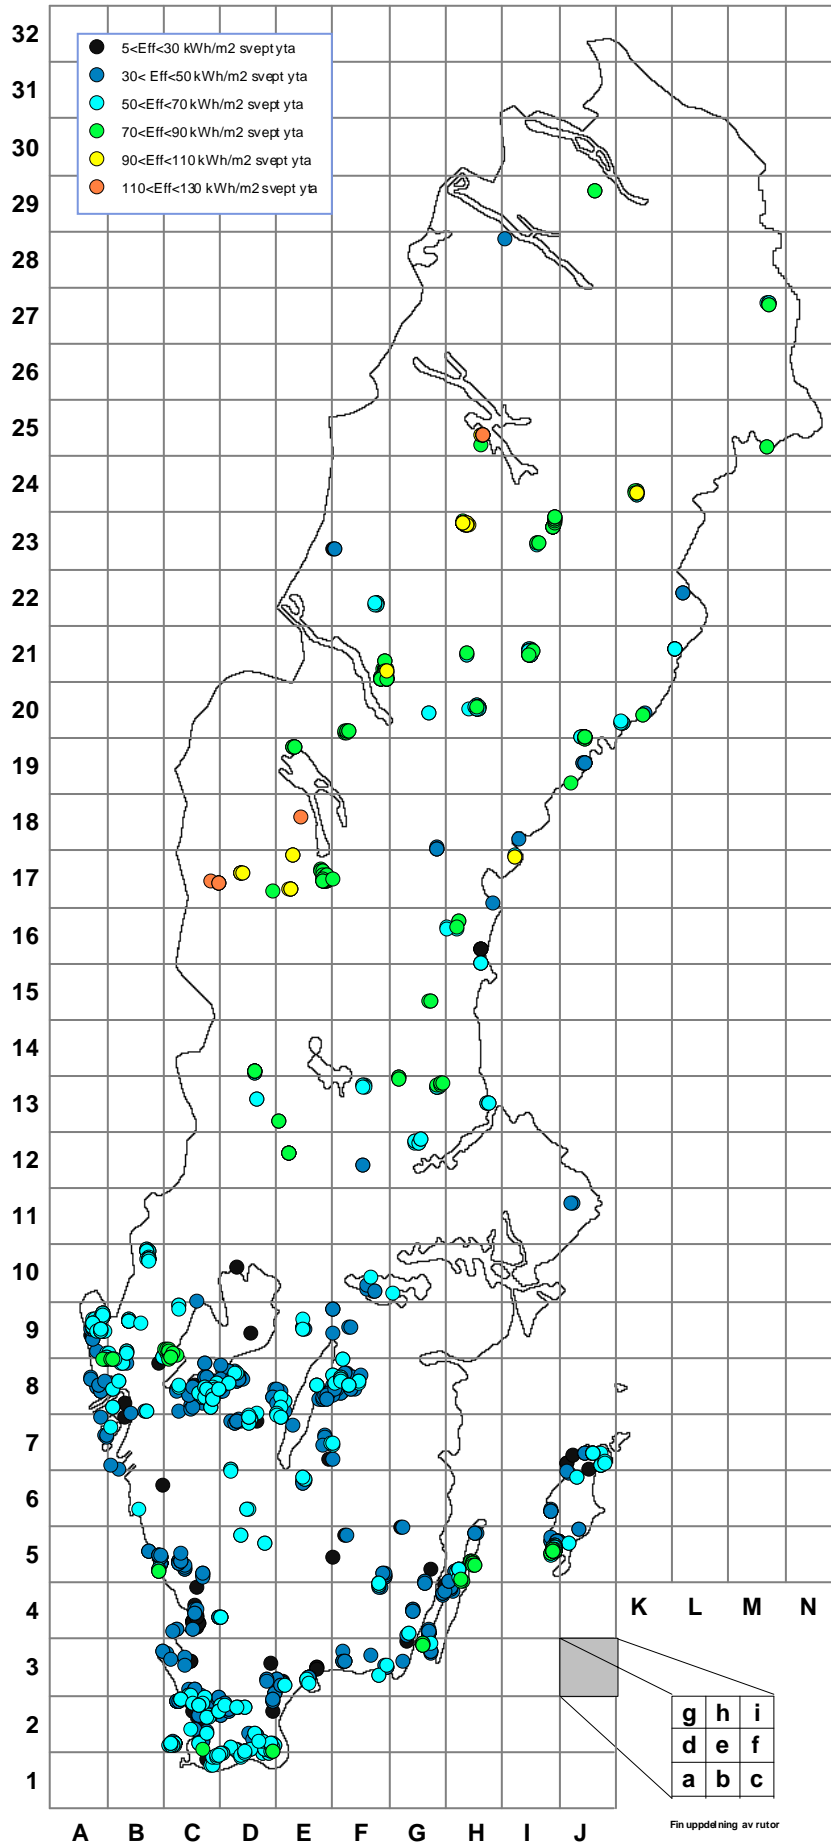 32
5<Eff<30 kWh/m2 svept yta
30< Eff<50 kWh/m2 svept yta
50<Eff<70 kWh/m2 svept yta
70<Eff<90 kWh/m2 svept yta
90<Eff<110 kWh/m2 svept yta
110<Eff<130 kWh/m2 svept yta
31
30
29
28
27
26
25
24
23
22
21
20
19
18
17
16
15
14
13
12
11
10
9
8
7
6
5
4
K L M N
3
2
g h i
d e f
a b c
1
Fin uppdelning av rutor
A B C D E F G H I J